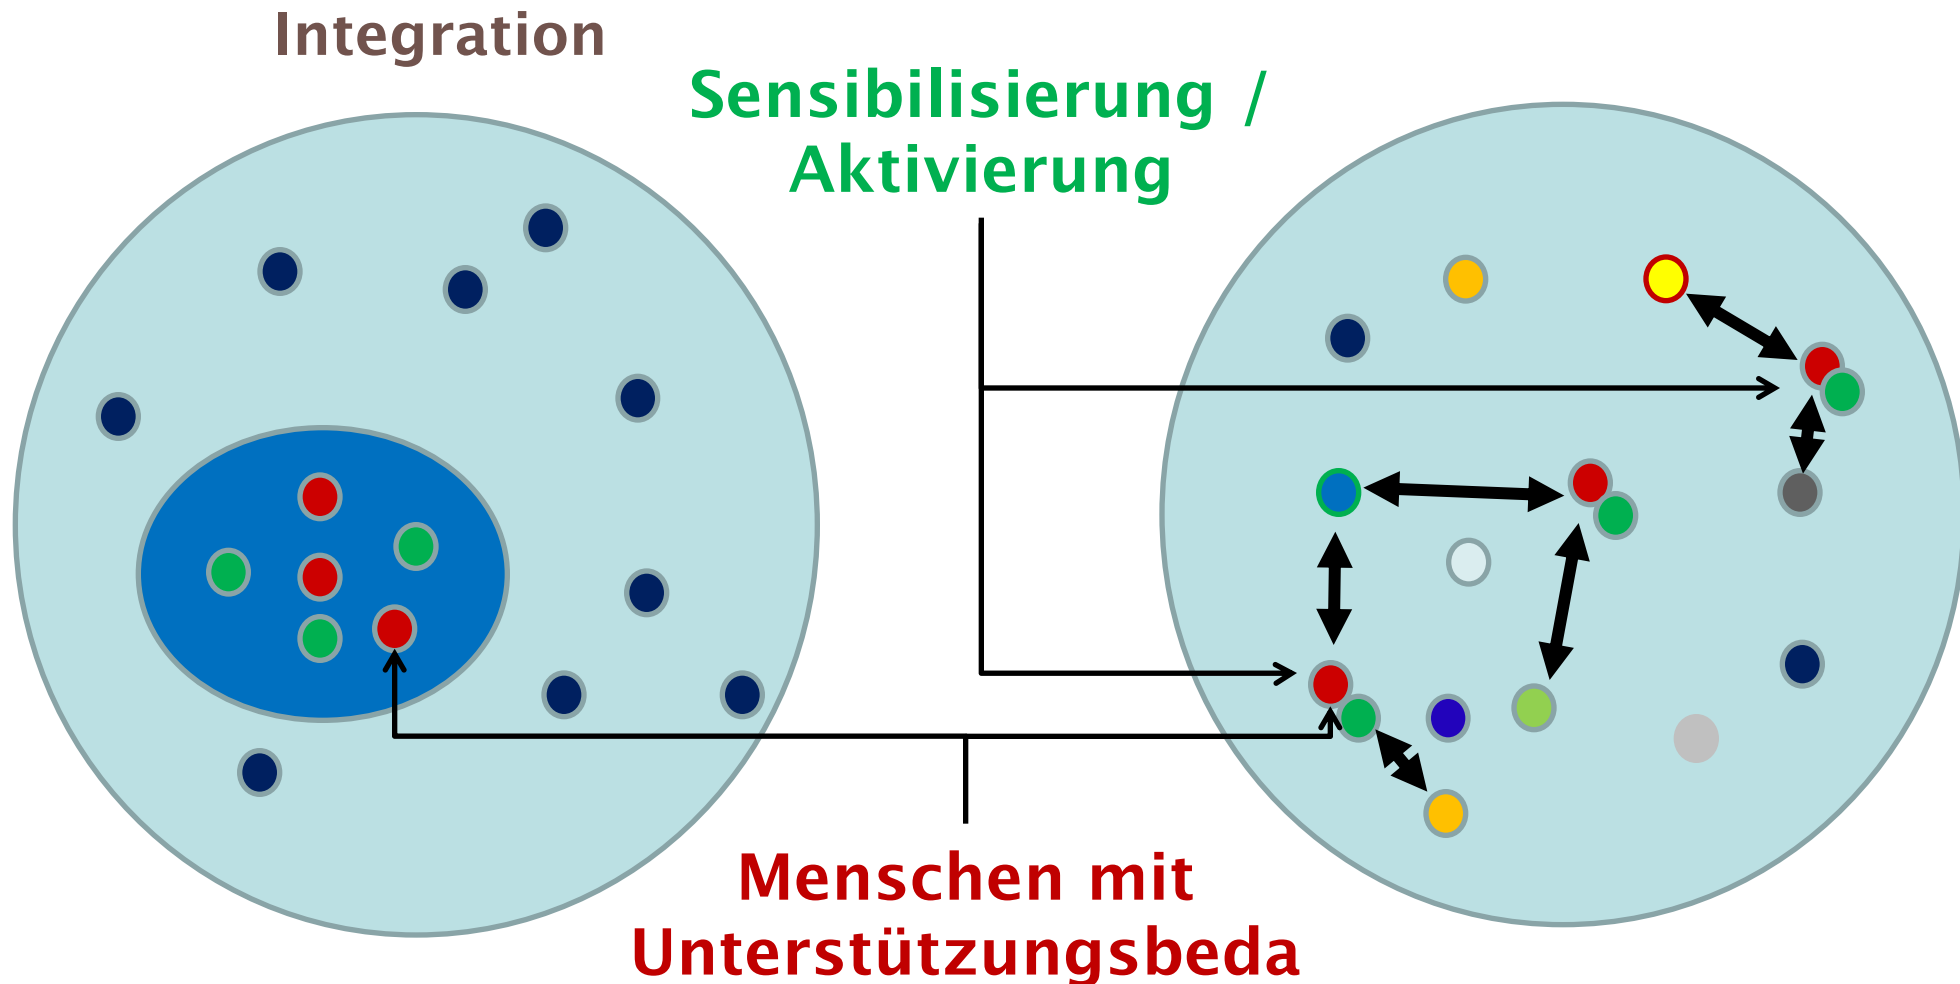 Integration
Sensibilisierung /
Aktivierung
Menschen mit
Unterstützungsbeda